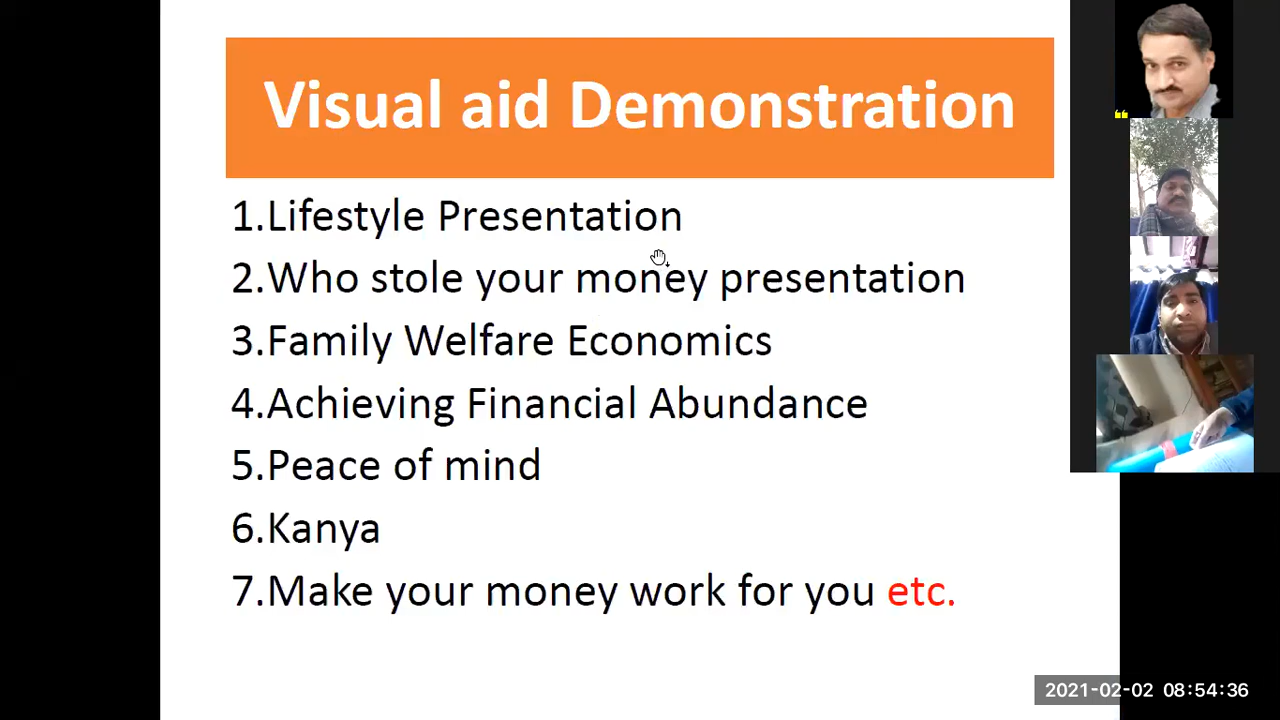 Visual aid Demonstration
1.Lifestyle Presentation
2.Who stole your money presentation
3.Family Welfare Economics
4.Achieving Financial Abundance
5.Peace of mind
6.Kanya
7.Make your money work for you etc.
2021-02-02 08:54:36